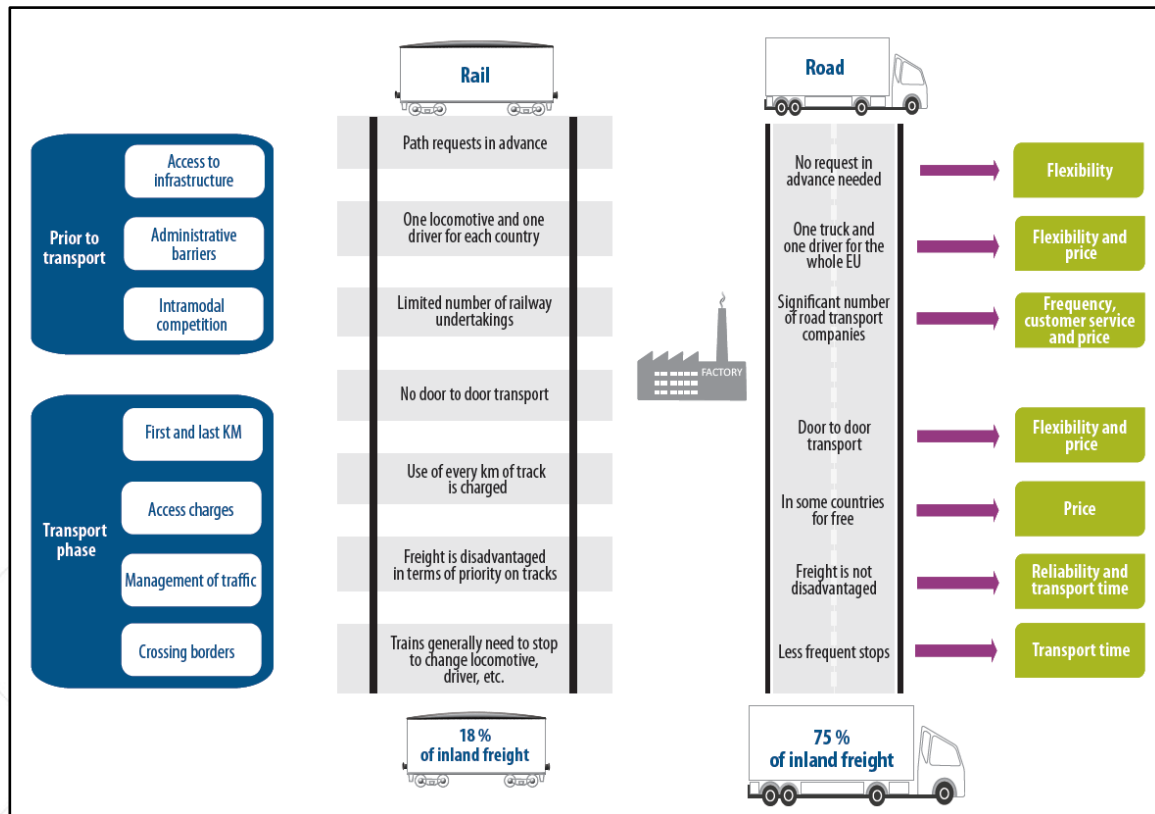 Rail
Road
Prior to
transport
Access to
infrastructure
Path requests in advance
No request in
advance needed
Flexibility
Administrative
barriers
One locomotive and one
driver for each country
One truck and
one driver for the
whole EU
Flexibility and
price
Intramodal
competition
Limited number of railway
undertakings
Significant number
of road transport
companies
Frequency,
customer service
and price
FACTORY
Transport
phase
First and last KM
No door to door transport
Door to door
transport
Flexibility and
price
Access charges
Use of every km of track
is charged
In some countries
for free
Price
Management of traffic
Freight is disadvantaged
in terms of priority on tracks
Freight is not
disadvantaged
Reliability and
transport time
Crossing borders
Trains generally need to stop
to change locomotive,
driver, etc.
Less frequent stops
Transport time
18 %
of inland freight
75 %
of inland freight